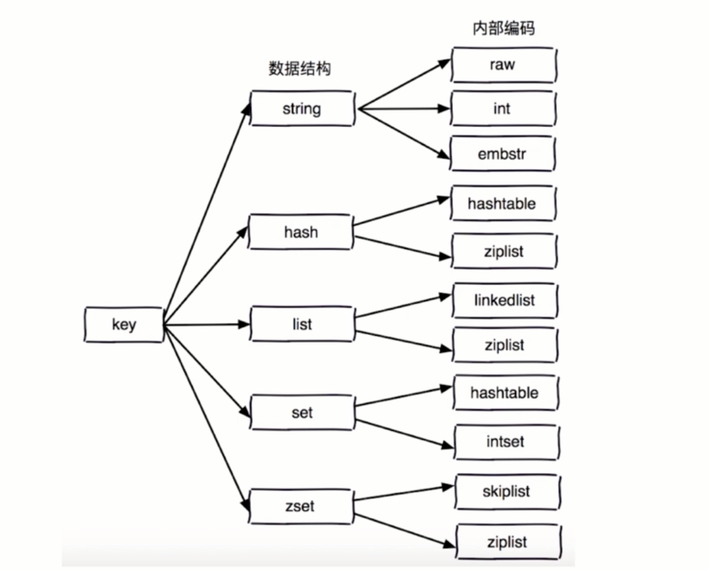 内部编码
数据结构
raw
string
int
embstr
hashtable
hash
ziplist
linkedlist
key
list
ziplist
hashtable
set
intset
skiplist
zset
ziplist